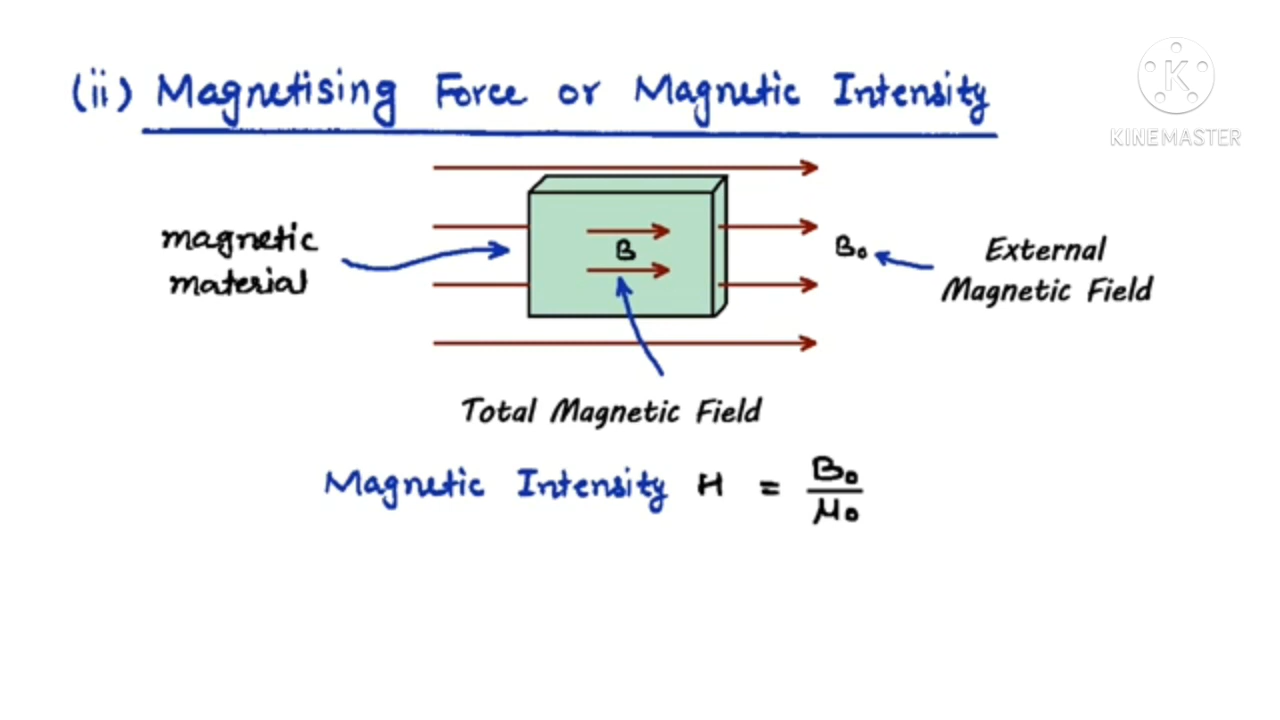 (ii) Magnetising Force or Magnetic Intensity
K
KINEMASTER
magnetic
material
B
B₀
External
Magnetic Field
Total Magnetic Field
Magnetic Intensity H = B₀/μ₀